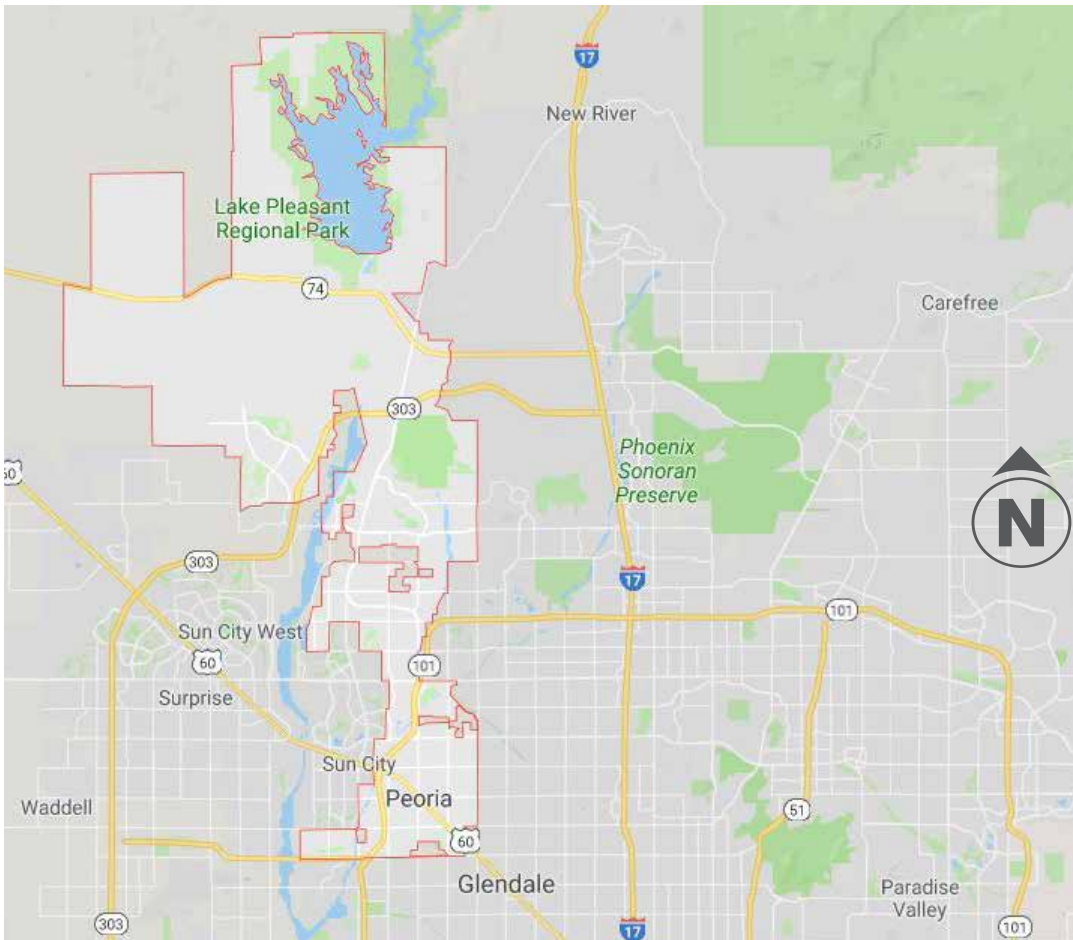 17
New River
Lake Pleasant
Regional Park
74
Carefree
303
Phoenix
Sonoran
Preserve
60
N
303
17
101
Sun City West
60
101
Surprise
Sun City
Peoria
Waddell
51
60
Glendale
Paradise
Valley
303
17
101